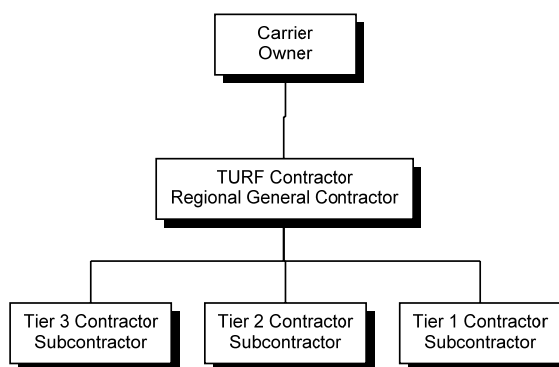 Carrier
Owner
TURF Contractor
Regional General Contractor
Tier 3 Contractor
Subcontractor
Tier 2 Contractor
Subcontractor
Tier 1 Contractor
Subcontractor